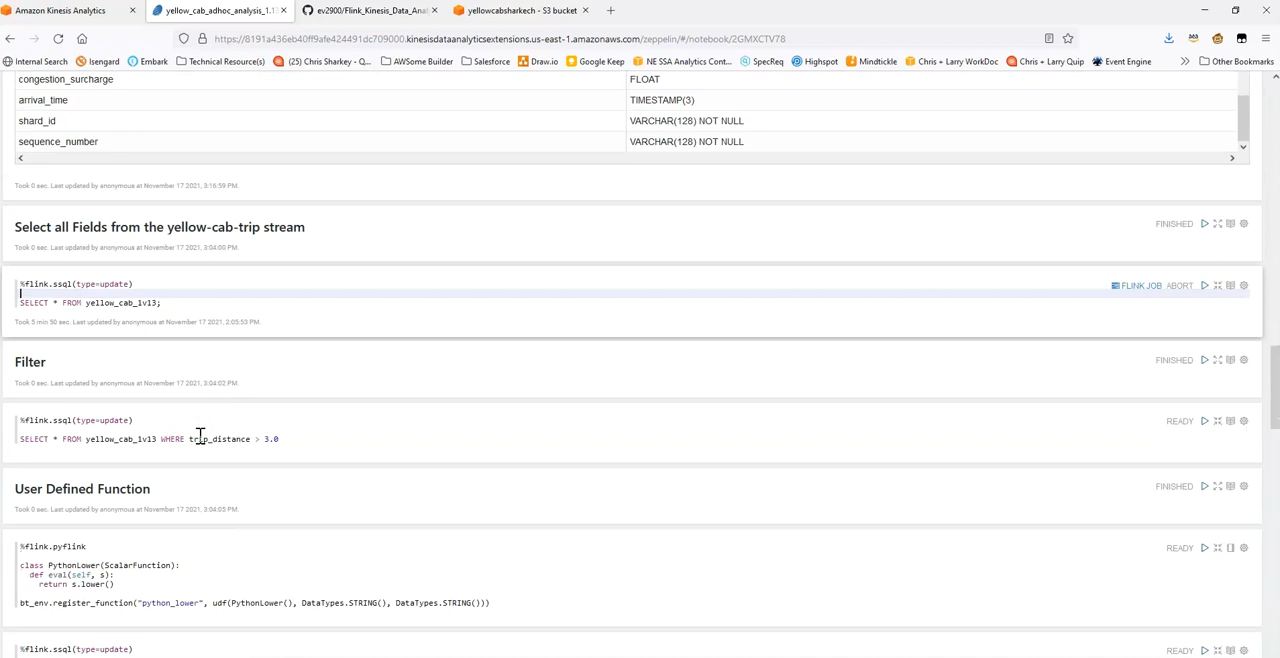 Amazon Kinesis Analytics
yellow_cab_adhoc_analysis_1.1
ev2900/Flink_Kinesis_Data_Ana
yellowcabsharkech - S3 bucket
https://8191a436eb40ff9afe424491dc709000.kinesisdataanalyticsextensions.us-east-1.amazonaws.com/zeppelin/#/notebook/2GMXCTV78
Internal Search
Isengard
(25) Chris Sharkey - Q...
Embark
Technical Resource(s)
(21) Chris Sharkey - Q...
AWSome Builder
Salesforce
Draw.io
Google Keep
NE SSA Analytics Cont...
SpecReq
Highspot
Mindtickle
Chris + Larry WorkDoc
Chris + Larry Quip
Event Engine
Other Bookmarks
congestion_surcharge FLOAT
arrival_time TIMESTAMP(3)
shard_id VARCHAR(128) NOT NULL
sequence_number VARCHAR(128) NOT NULL
Took 0 sec. Last updated by anonymous at November 17 2021, 3:16:59 PM.
Select all Fields from the yellow-cab-trip stream
FINISHED
Took 0 sec. Last updated by anonymous at November 17 2021, 3:04:00 PM.
%flink.ssql(type=update)
FLINK JOB ABORT
SELECT * FROM yellow_cab_1v13;
Took 5 min 50 sec. Last updated by anonymous at November 17 2021, 2:05:53 PM.
Filter
FINISHED
Took 0 sec. Last updated by anonymous at November 17 2021, 3:04:02 PM.
%flink.ssql(type=update)
READY
SELECT * FROM yellow_cab_1v13 WHERE trip_distance > 3.0
User Defined Function
FINISHED
Took 0 sec. Last updated by anonymous at November 17 2021, 3:04:05 PM.
%flink.pyflink
READY
class PythonLower(ScalarFunction):
def eval(self, s):
return s.lower()
bt_env.register_function("python_lower", udf(PythonLower(), DataTypes.STRING(), DataTypes.STRING()))
%flink.ssql(type=update)
READY